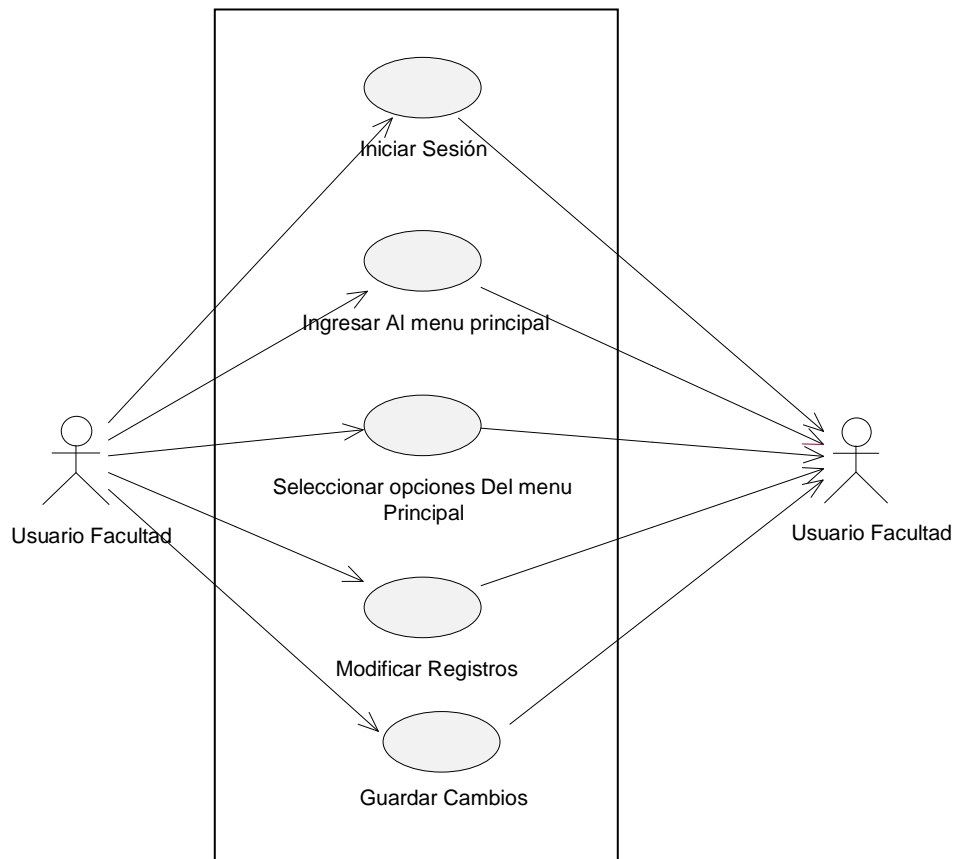 Iniciar Sesión
Ingresar Al menu principal
Seleccionar opciones Del menu
Principal
Usuario Facultad
Usuario Facultad
Modificar Registros
Guardar Cambios